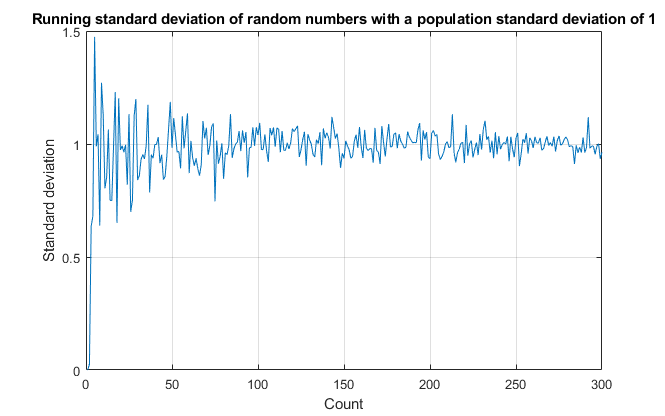 Running standard deviation of random numbers with a population standard deviation of 1
1.5
1
0.5
0
Standard deviation
0 50 100 150 200 250 300
Count